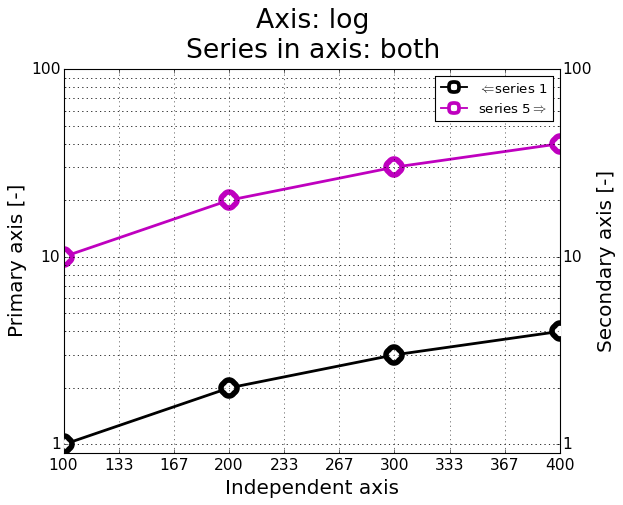 Axis: log
Series in axis: both
100
100
⇐series 1
series 5⇒
Primary axis [-]
10
10
Secondary axis [-]
1
1
100 133 167 200 233 267 300 333 367 400
Independent axis